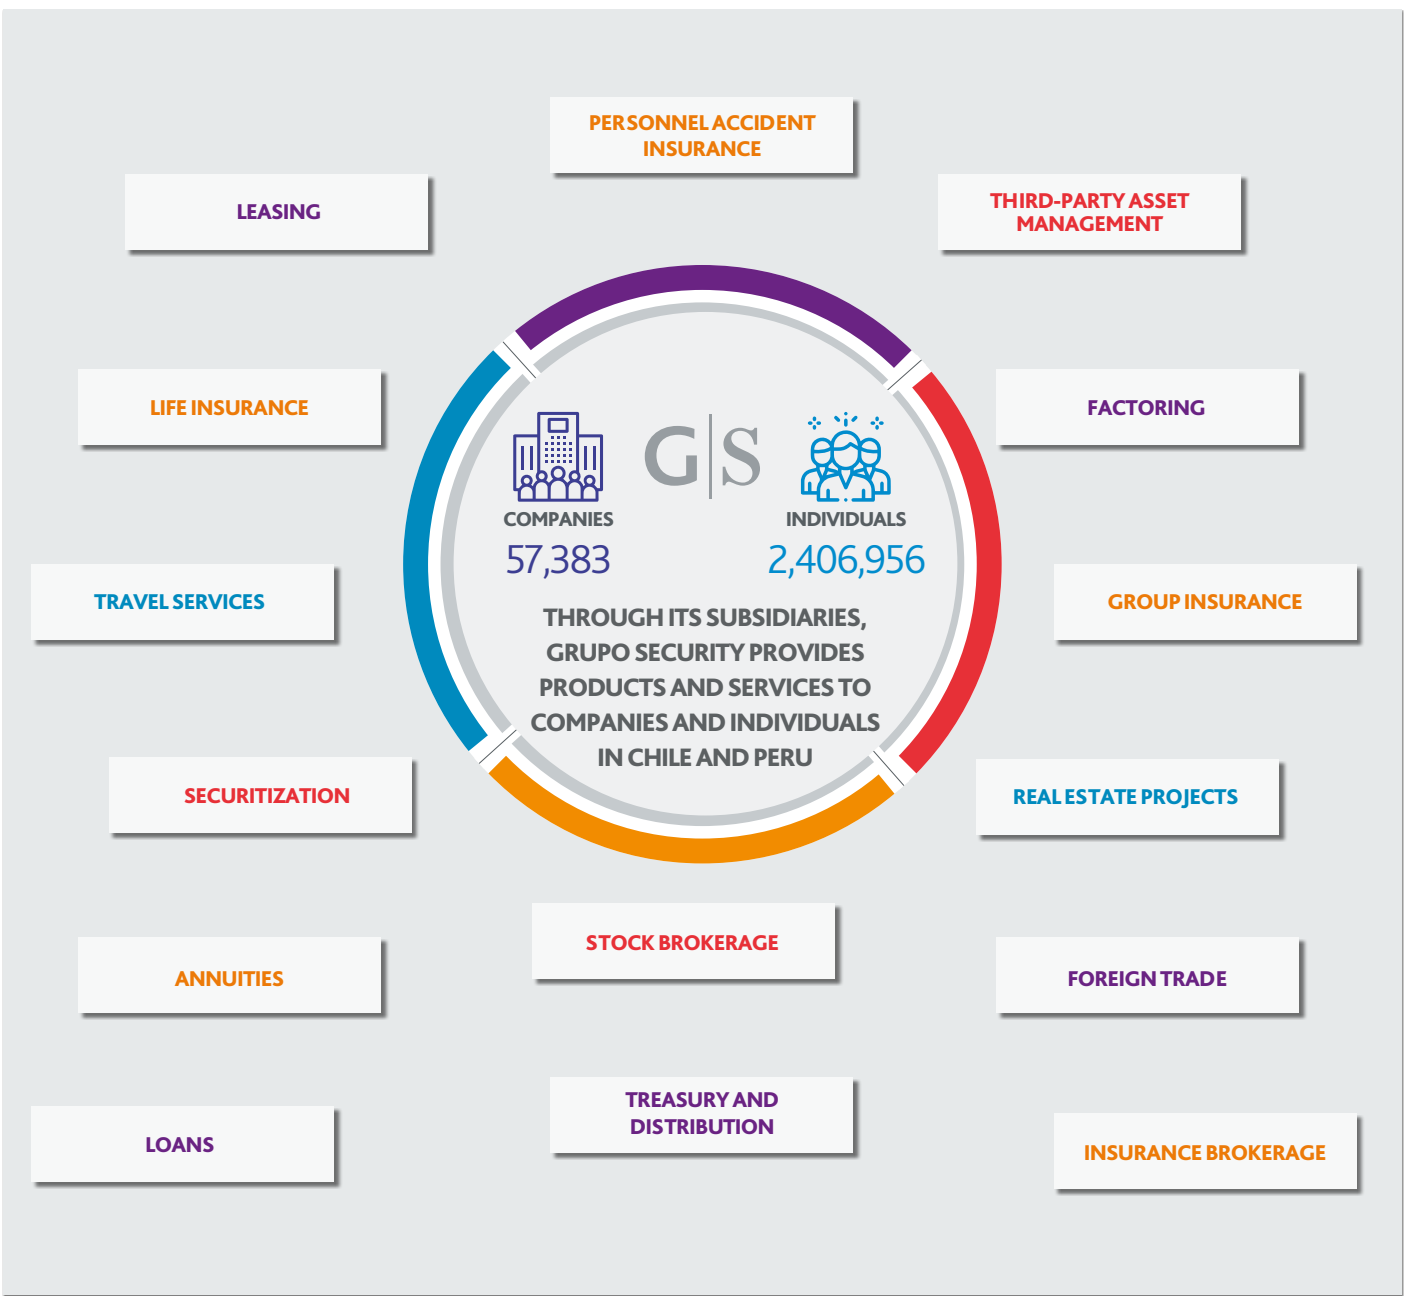 PERSONNEL ACCIDENT
INSURANCE
LEASING
THIRD-PARTY ASSET
MANAGEMENT
LIFE INSURANCE
FACTORING
G|S
COMPANIES
57,383
INDIVIDUALS
2,406,956
THROUGH ITS SUBSIDIARIES,
GRUPO SECURITY PROVIDES
PRODUCTS AND SERVICES TO
COMPANIES AND INDIVIDUALS
IN CHILE AND PERU
TRAVEL SERVICES
GROUP INSURANCE
SECURITIZATION
REAL ESTATE PROJECTS
STOCK BROKERAGE
ANNUITIES
FOREIGN TRADE
TREASURY AND
DISTRIBUTION
LOANS
INSURANCE BROKERAGE